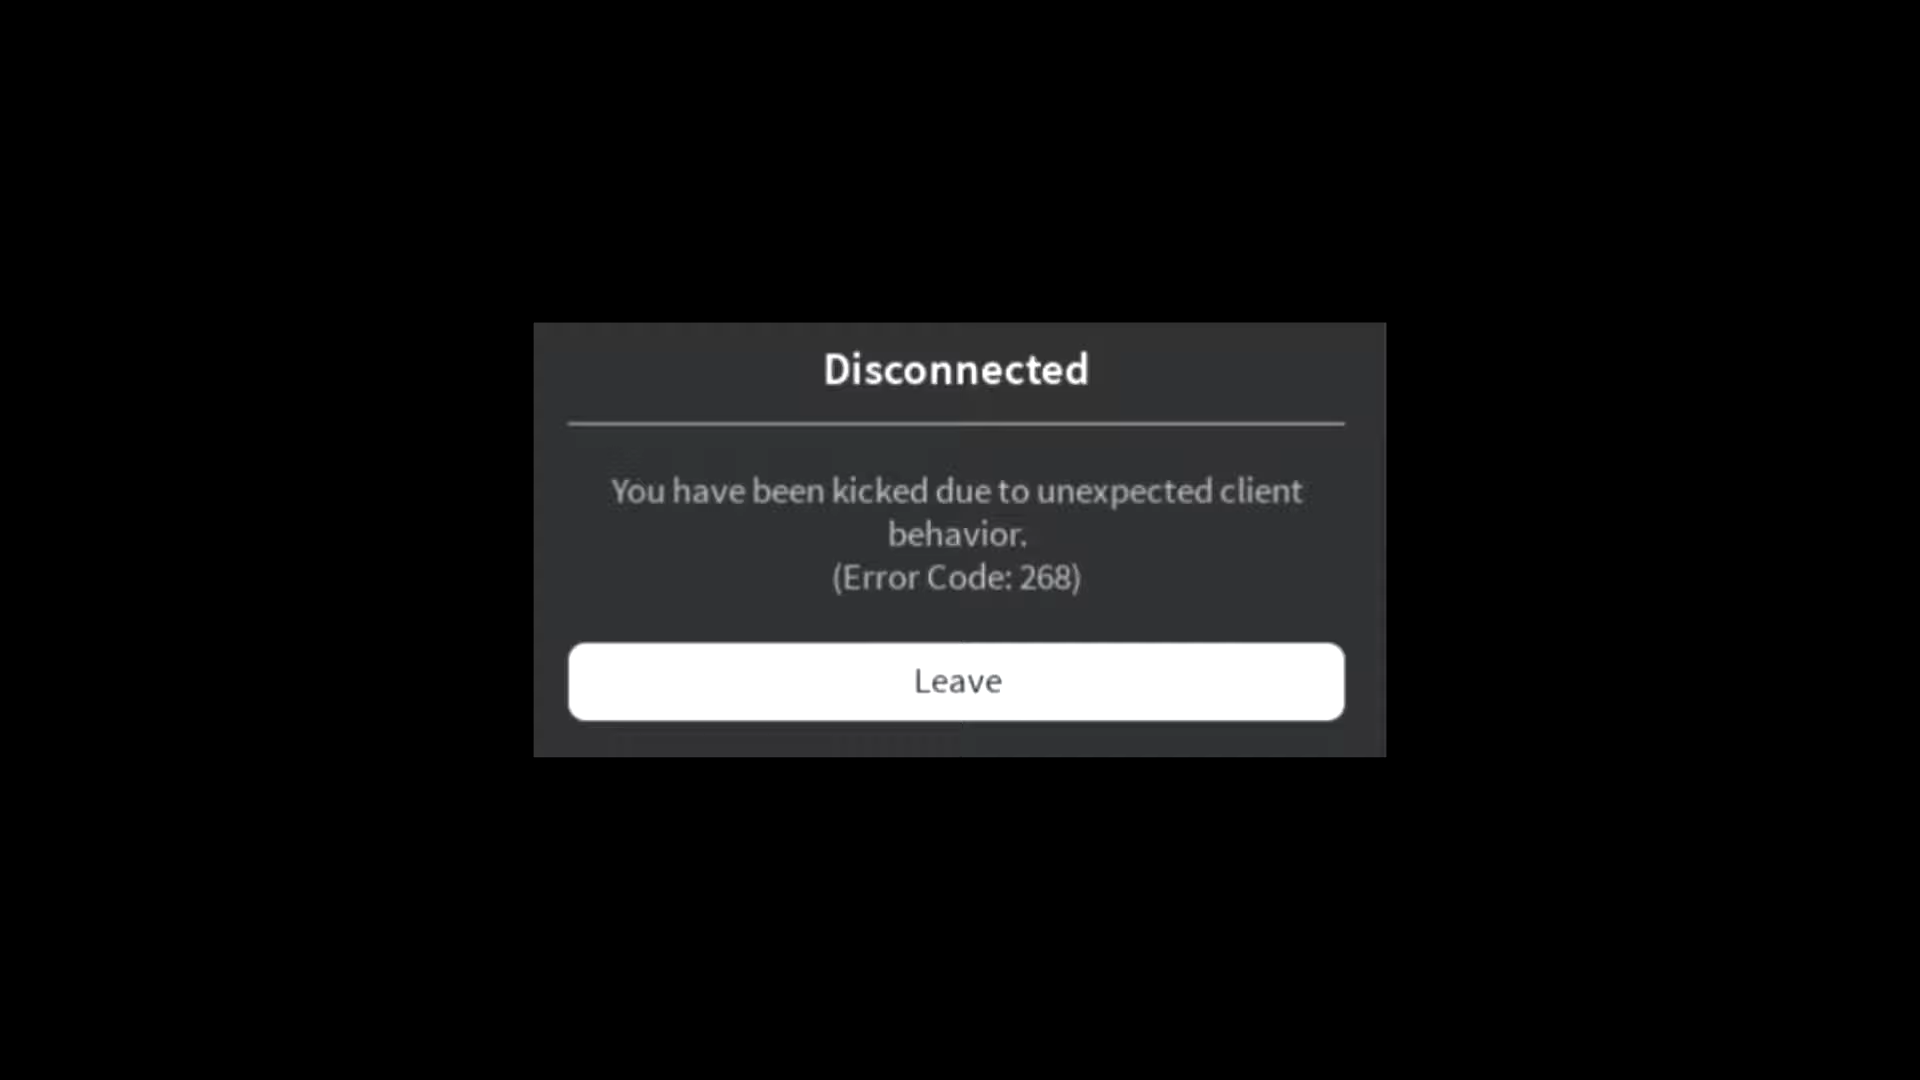 Disconnected
You have been kicked due to unexpected client
behavior.
(Error Code: 268)
Leave